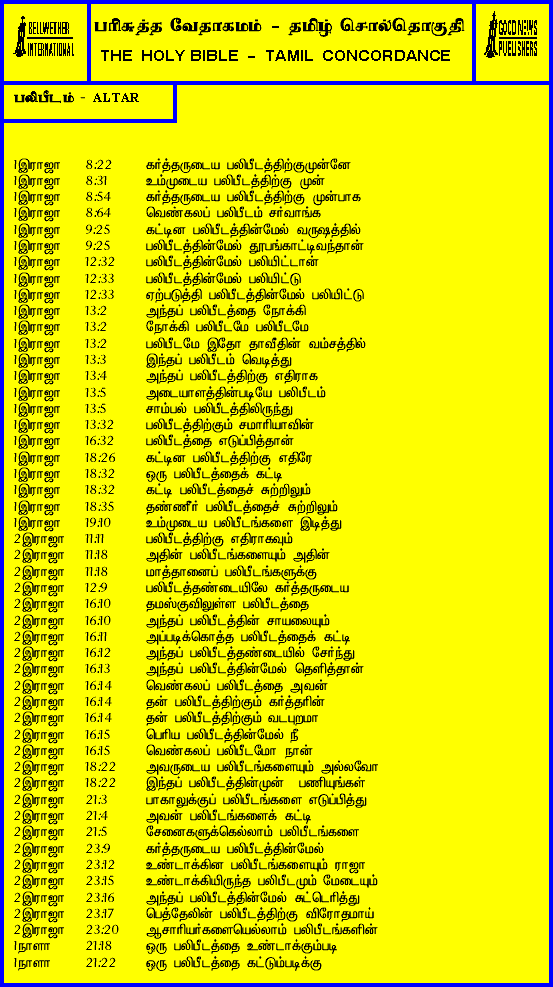 BELLWETHER
INTERNATIONAL
பரிசுத்த வேதாகமம் - தமிழ் சொல்தொகுதி
THE HOLY BIBLE - TAMIL CONCORDANCE
GOOD NEWS
PUBLISHERS
பலிபீடம் - ALTAR
1இராஜா 8:22 கர்த்தருடைய பலிபீடத்திற்குமுன்னே
1இராஜா 8:31 உம்முடைய பலிபீடத்திற்கு முன்
1இராஜா 8:54 கர்த்தருடைய பலிபீடத்திற்கு முன்பாக
1இராஜா 8:64 வெண்கலப் பலிபீடம் சர்வாங்க
1இராஜா 9:25 கட்டின பலிபீடத்தின்மேல் வருஷத்தில்
1இராஜா 9:25 பலிபீடத்தின்மேல் தூபங்காட்டிவந்தான்
1இராஜா 12:32 பலிபீடத்தின்மேல் பலியிட்டான்
1இராஜா 12:33 பலிபீடத்தின்மேல் பலியிட்டு
1இராஜா 12:33 ஏற்படுத்தி பலிபீடத்தின்மேல் பலியிட்டு
1இராஜா 13:2 அந்தப் பலிபீடத்தை நோக்கி
1இராஜா 13:2 நோக்கி பலிபீடமே பலிபீடமே
1இராஜா 13:2 பலிபீடமே இதோ தாவீதின் வம்சத்தில்
1இராஜா 13:3 இந்தப் பலிபீடம் வெடித்து
1இராஜா 13:4 அந்தப் பலிபீடத்திற்கு எதிராக
1இராஜா 13:5 அடையாளத்தின்படியே பலிபீடம்
1இராஜா 13:5 சாம்பல் பலிபீடத்திலிருந்து
1இராஜா 13:32 பலிபீடத்திற்கும் சமாரியாவின்
1இராஜா 16:32 பலிபீடத்தை எடுப்பித்தான்
1இராஜா 18:26 கட்டின பலிபீடத்திற்கு எதிரே
1இராஜா 18:32 ஒரு பலிபீடத்தைக் கட்டி
1இராஜா 18:32 கட்டி பலிபீடத்தைச் சுற்றிலும்
1இராஜா 18:35 தண்ணீர் பலிபீடத்தைச் சுற்றிலும்
1இராஜா 19:10 உம்முடைய பலிபீடங்களை இடித்து
2இராஜா 11:11 பலிபீடத்திற்கு எதிராகவும்
2இராஜா 11:18 அதின் பலிபீடங்களையும் அதின்
2இராஜா 11:18 மாத்தானைப் பலிபீடங்களுக்கு
2இராஜா 12:9 பலிபீடத்தண்டையிலே கர்த்தருடைய
2இராஜா 16:10 தமஸ்குவிலுள்ள பலிபீடத்தை
2இராஜா 16:10 அந்தப் பலிபீடத்தின் சாயலையும்
2இராஜா 16:11 அப்படிக்கொத்த பலிபீடத்தைக் கட்டி
2இராஜா 16:12 அந்தப் பலிபீடத்தண்டையில் சேர்ந்து
2இராஜா 16:13 அந்தப் பலிபீடத்தின்மேல் தெளித்தான்
2இராஜா 16:14 வெண்கலப் பலிபீடத்தை அவன்
2இராஜா 16:14 தன் பலிபீடத்திற்கும் கர்த்தரின்
2இராஜா 16:14 தன் பலிபீடத்திற்கும் வடபுறமா
2இராஜா 16:15 பெரிய பலிபீடத்தின்மேல் நீ
2இராஜா 16:15 வெண்கலப் பலிபீடமோ நான்
2இராஜா 18:22 அவருடைய பலிபீடங்களையும் அல்லவோ
2இராஜா 18:22 இந்தப் பலிபீடத்தின்முன் பணியுங்கள்
2இராஜா 21:3 பாகாலுக்குப் பலிபீடங்களை எடுப்பித்து
2இராஜா 21:4 அவன் பலிபீடங்களைக் கட்டி
2இராஜா 21:5 சேனைகளுக்கெல்லாம் பலிபீடங்களை
2இராஜா 23:9 கர்த்தருடைய பலிபீடத்தின்மேல்
2இராஜா 23:12 உண்டாக்கின பலிபீடங்களையும் ராஜா
2இராஜா 23:15 உண்டாக்கியிருந்த பலிபீடமும் மேடையும்
2இராஜா 23:16 அந்தப் பலிபீடத்தின்மேல் சுட்டெரித்து
2இராஜா 23:17 பெத்தேலின் பலிபீடத்திற்கு விரோதமாய்
2இராஜா 23:20 ஆசாரியர்களையெல்லாம் பலிபீடங்களின்
1நாளா 21:18 ஒரு பலிபீடத்தை உண்டாக்கும்படி
1நாளா 21:22 ஒரு பலிபீடத்தை கட்டும்படிக்கு